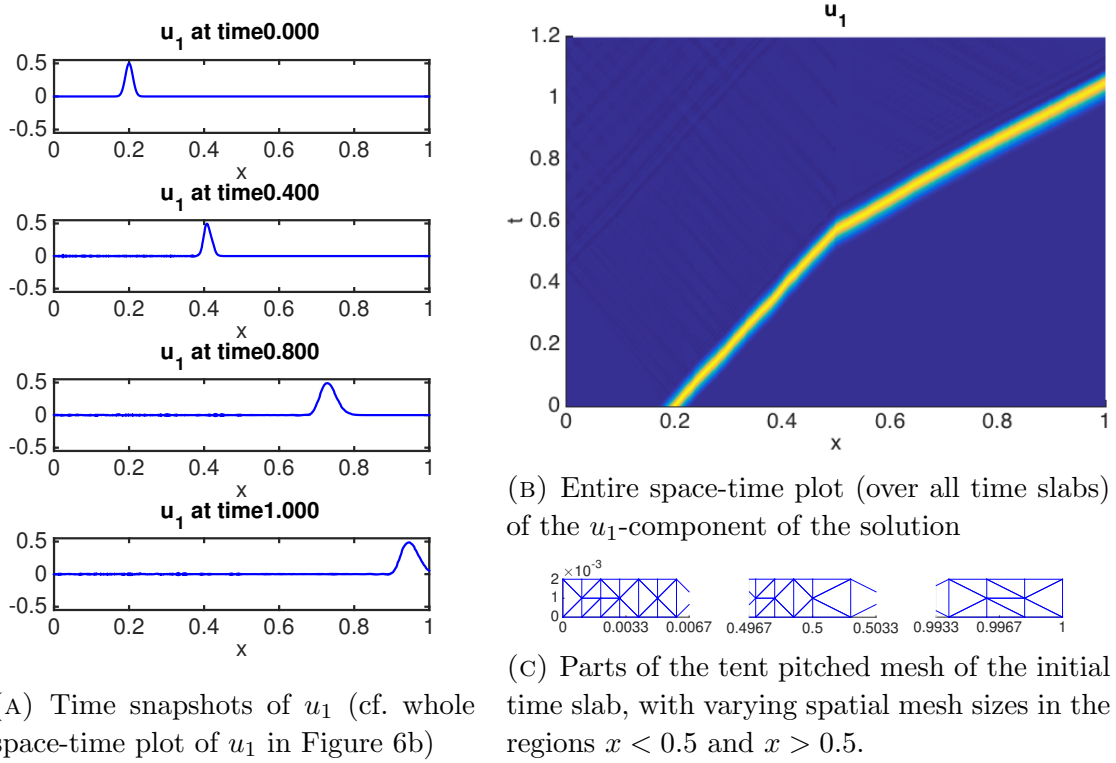 u1 at time0.000
0.5
0
-0.5
0 0.2 0.4 0.6 0.8 1
x
u1 at time0.400
0.5
0
-0.5
0 0.2 0.4 0.6 0.8 1
x
u1 at time0.800
0.5
0
-0.5
0 0.2 0.4 0.6 0.8 1
x
u1 at time1.000
0.5
0
-0.5
0 0.2 0.4 0.6 0.8 1
x
(A) Time snapshots of u1 (cf. whole
space-time plot of u1 in Figure 6b)
u1
1.2
1
0.8
0.6
t
0.4
0.2
0
0 0.2 0.4 0.6 0.8 1
x
(B) Entire space-time plot (over all time slabs)
of the u1-component of the solution
×10-3
2
1
0
0 0.0033 0.0067 0.4967 0.5 0.5033 0.9933 0.9967 1
(C) Parts of the tent pitched mesh of the initial
time slab, with varying spatial mesh sizes in the
regions x < 0.5 and x > 0.5.